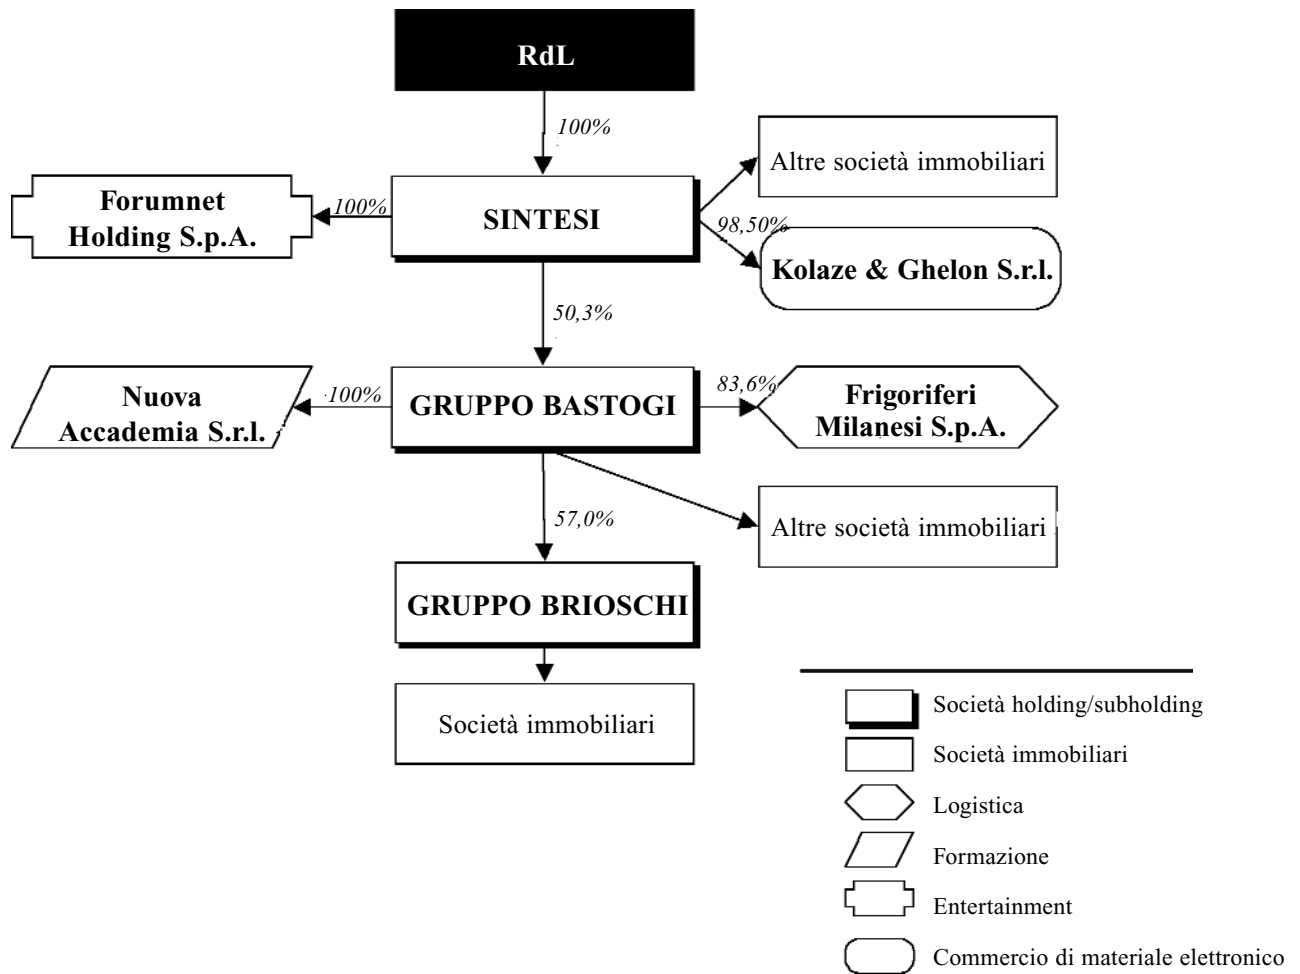 RdL
100%
Altre società immobiliari
Forumnet
Holding S.p.A.
100%
SINTESI
98,50%
Kolaze & Ghelon S.r.l.
50,3%
Nuova
Accademia S.r.l.
100%
GRUPPO BASTOGI
83,6%
Frigoriferi
Milanesi S.p.A.
57,0%
Altre società immobiliari
GRUPPO BRIOSCHI
Società immobiliari
Società holding/subholding
Società immobiliari
Logistica
Formazione
Entertainment
Commercio di materiale elettronico